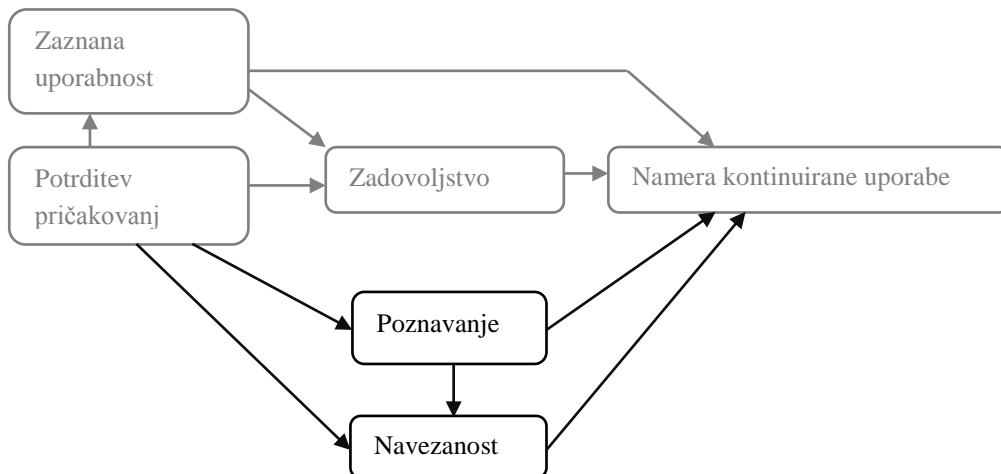 Zaznana
uporabnost
Potrditev
pričakovanj
Zadovoljstvo
Namera kontinuirane uporabe
Poznavanje
Navezanost